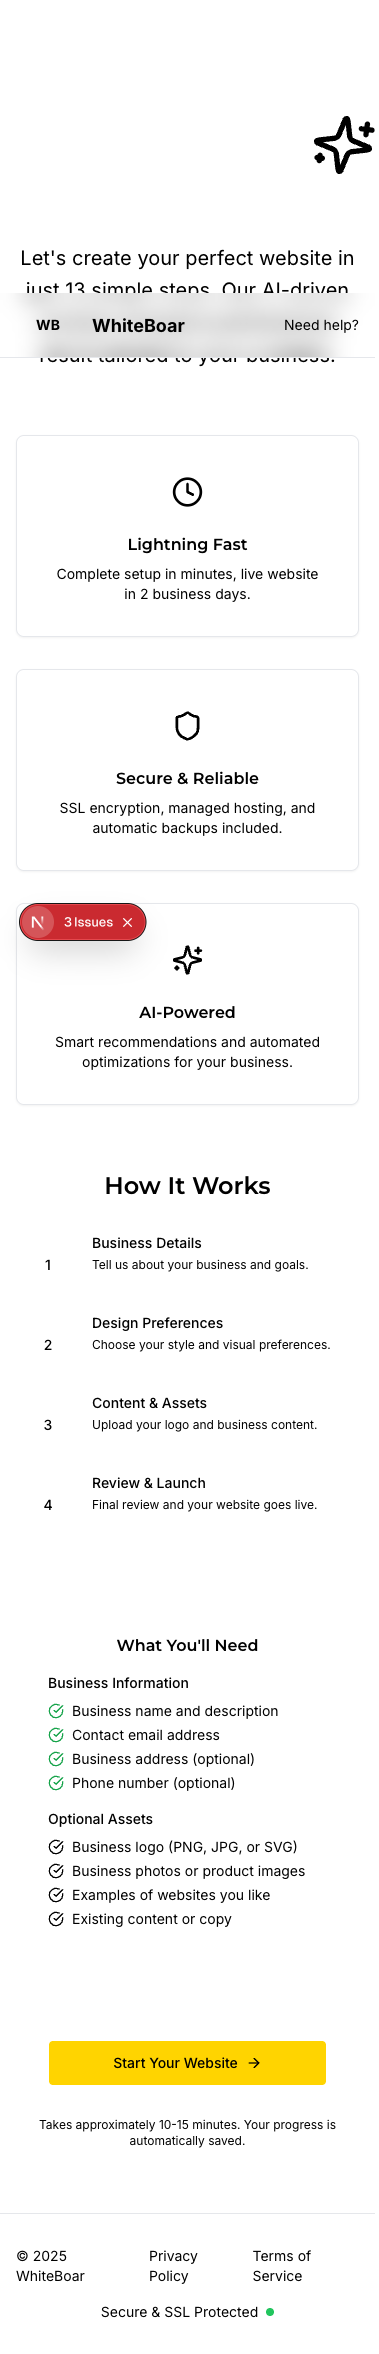 Let's create your perfect website in
just 13 simple steps. Our AI-driven
WB
WhiteBoar
Need help?
result tailored to your business.
Lightning Fast
Complete setup in minutes, live website
in 2 business days.
Secure & Reliable
SSL encryption, managed hosting, and
automatic backups included.
N 3 Issues
AI-Powered
Smart recommendations and automated
optimizations for your business.
How It Works
Business Details
1
Tell us about your business and goals.
Design Preferences
2
Choose your style and visual preferences.
Content & Assets
3
Upload your logo and business content.
Review & Launch
4
Final review and your website goes live.
What You'll Need
Business Information
Business name and description
Contact email address
Business address (optional)
Phone number (optional)
Optional Assets
Business logo (PNG, JPG, or SVG)
Business photos or product images
Examples of websites you like
Existing content or copy
Start Your Website
Takes approximately 10-15 minutes. Your progress is
automatically saved.
© 2025
WhiteBoar
Privacy
Policy
Terms of
Service
Secure & SSL Protected